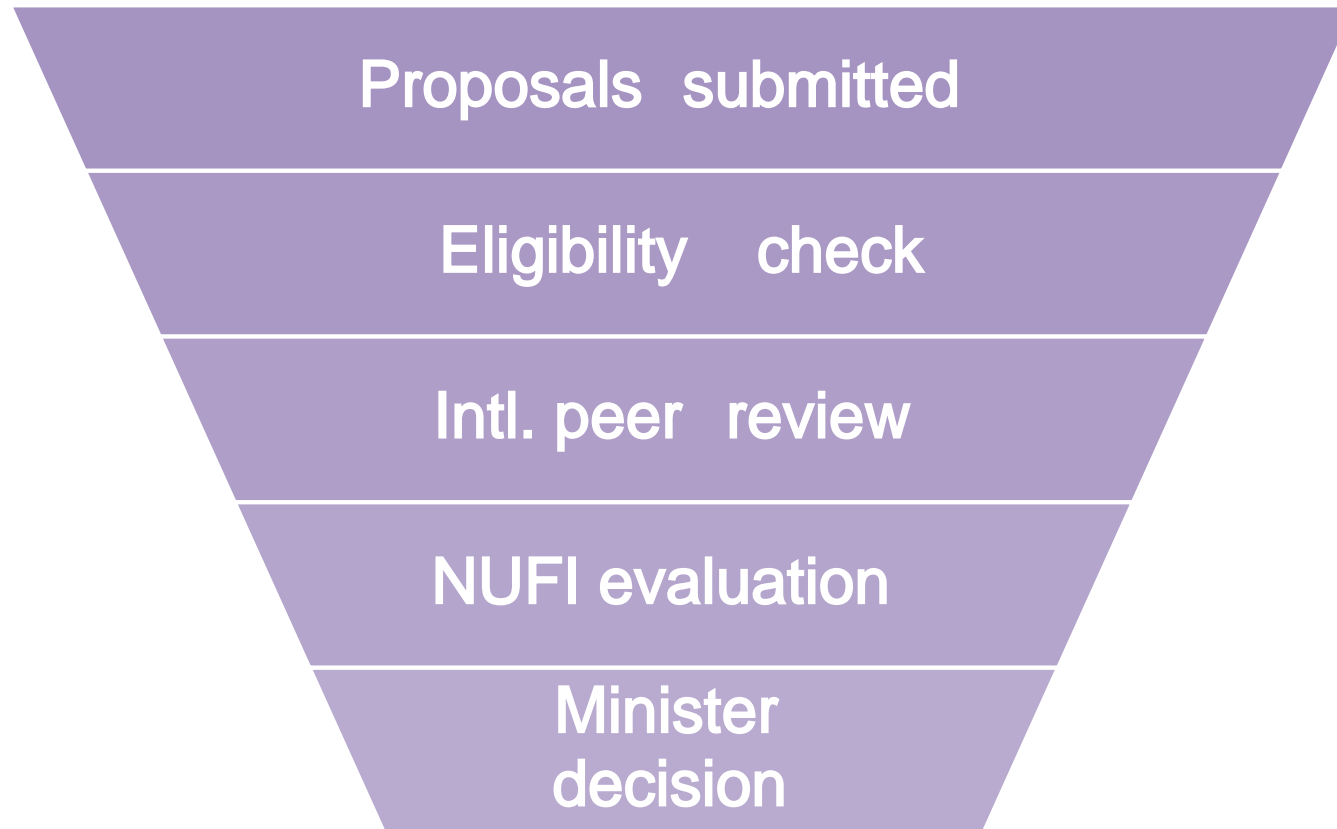 Proposals submitted
Eligibility check
Intl. peer review
NUFI evaluation
Minister
decision